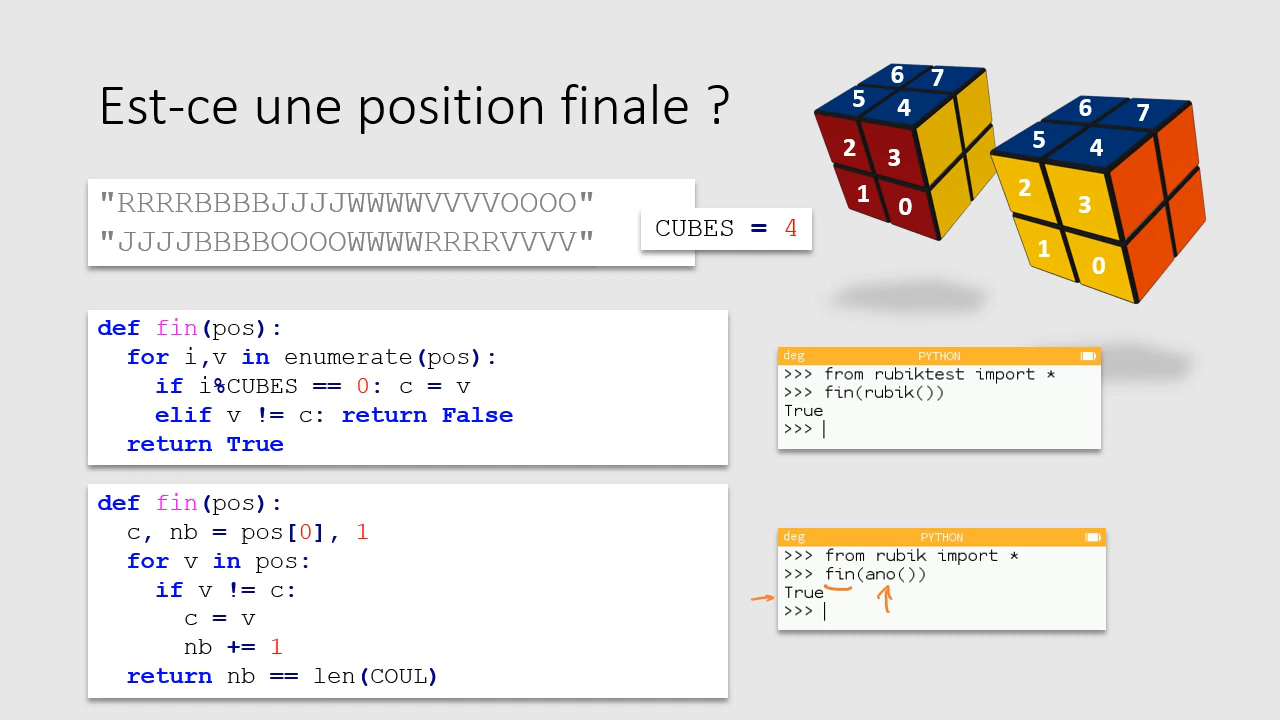 Est-ce une position finale ?
"RRRRBBBBJJJJWWWWVVVVOOOO"
"JJJJBBBBOOOOWWWWRRRRVVVV"
CUBES = 4
6 7
5 4
2 3
1 0
6 7
5 4
2 3
1 0
def fin(pos):
  for i,v in enumerate(pos):
    if i%CUBES == 0: c = v
    elif v != c: return False
  return True
deg PYTHON
>>> from rubiktest import *
>>> fin(rubik())
True
>>>
def fin(pos):
  c, nb = pos[0], 1
  for v in pos:
    if v != c:
      c = v
      nb += 1
  return nb == len(COUL)
deg PYTHON
>>> from rubik import *
>>> fin(ano())
True
>>>